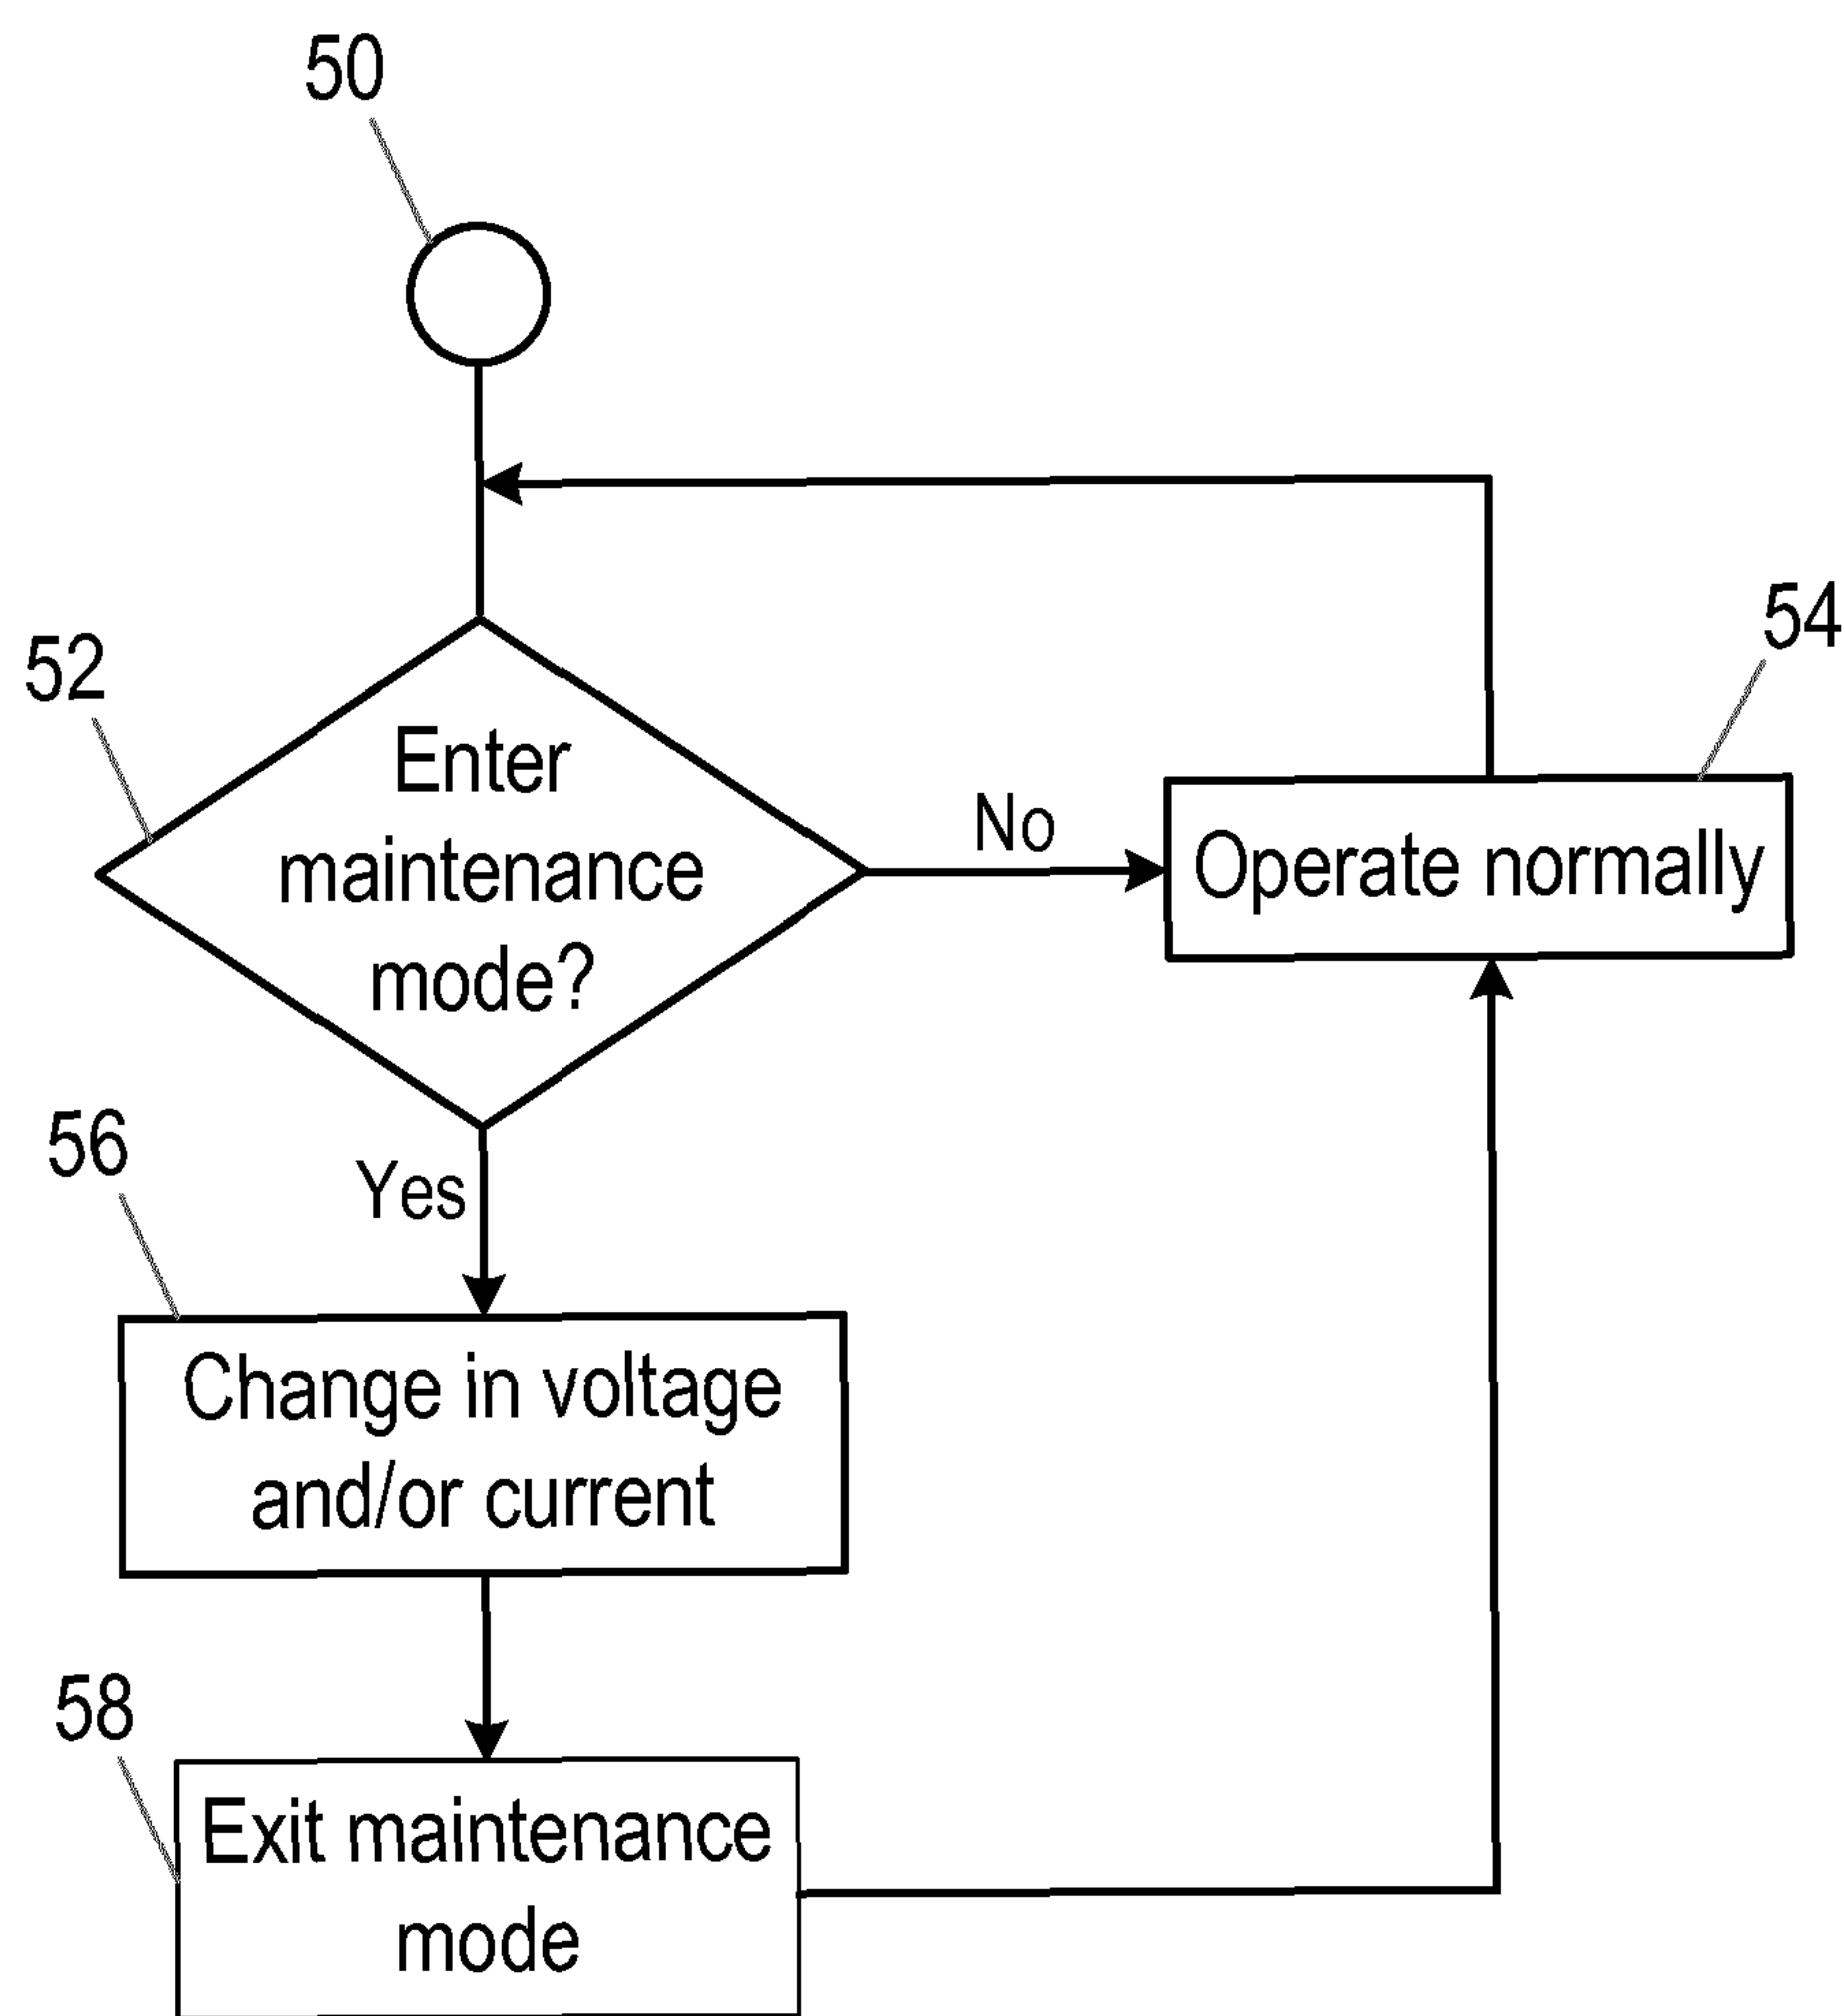 50
52
Enter
maintenance
mode?
No
54
Operate normally
Yes
56
Change in voltage
and/or current
58
Exit maintenance
mode